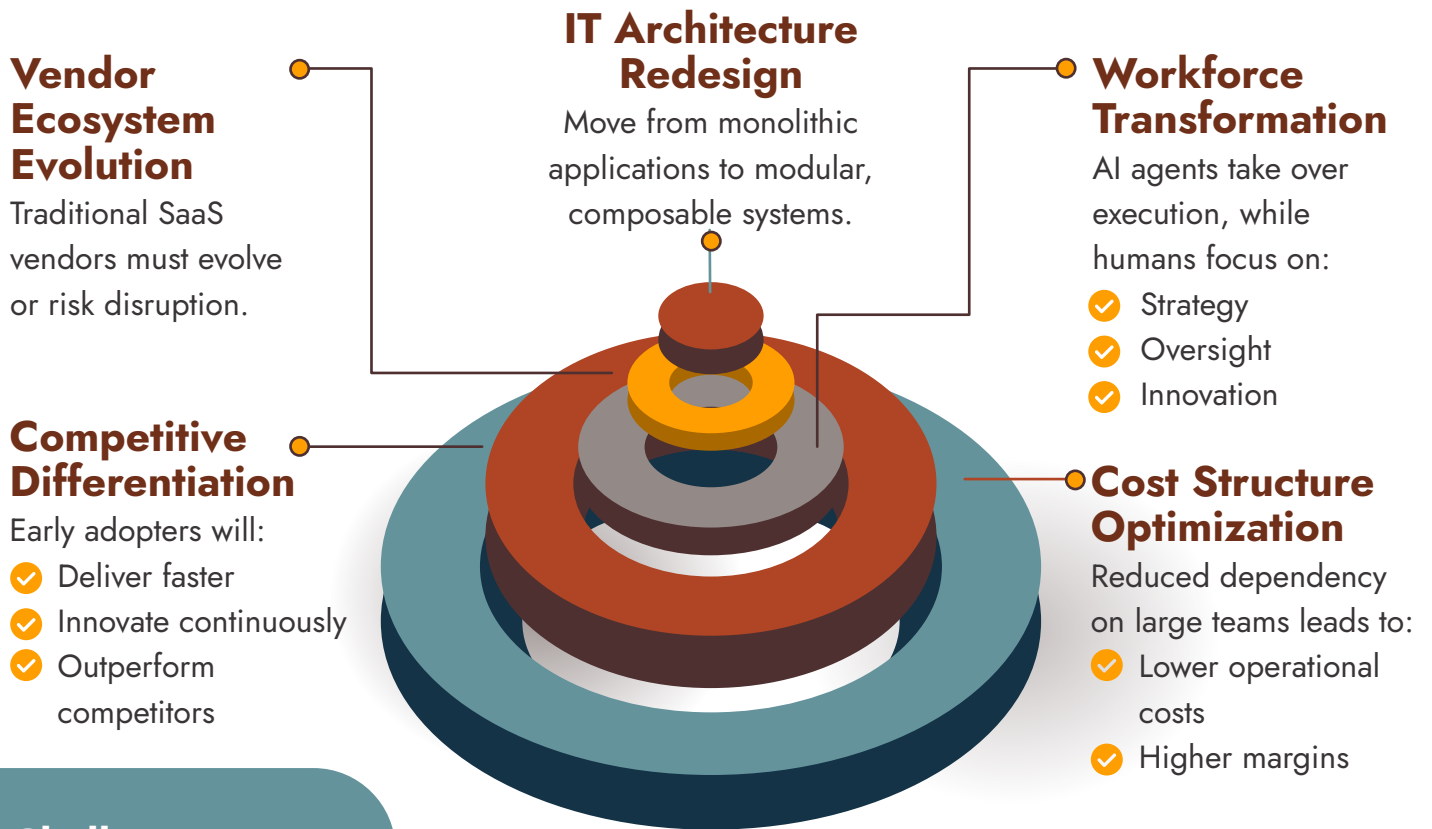 IT Architecture
Redesign
Move from monolithic
applications to modular,
composable systems.
Vendor
Ecosystem
Evolution
Traditional SaaS
vendors must evolve
or risk disruption.
Workforce
Transformation
AI agents take over
execution, while
humans focus on:
Strategy
Oversight
Innovation
Competitive
Differentiation
Early adopters will:
Deliver faster
Innovate continuously
Outperform
competitors
Cost Structure
Optimization
Reduced dependency
on large teams leads to:
Lower operational
costs
Higher margins